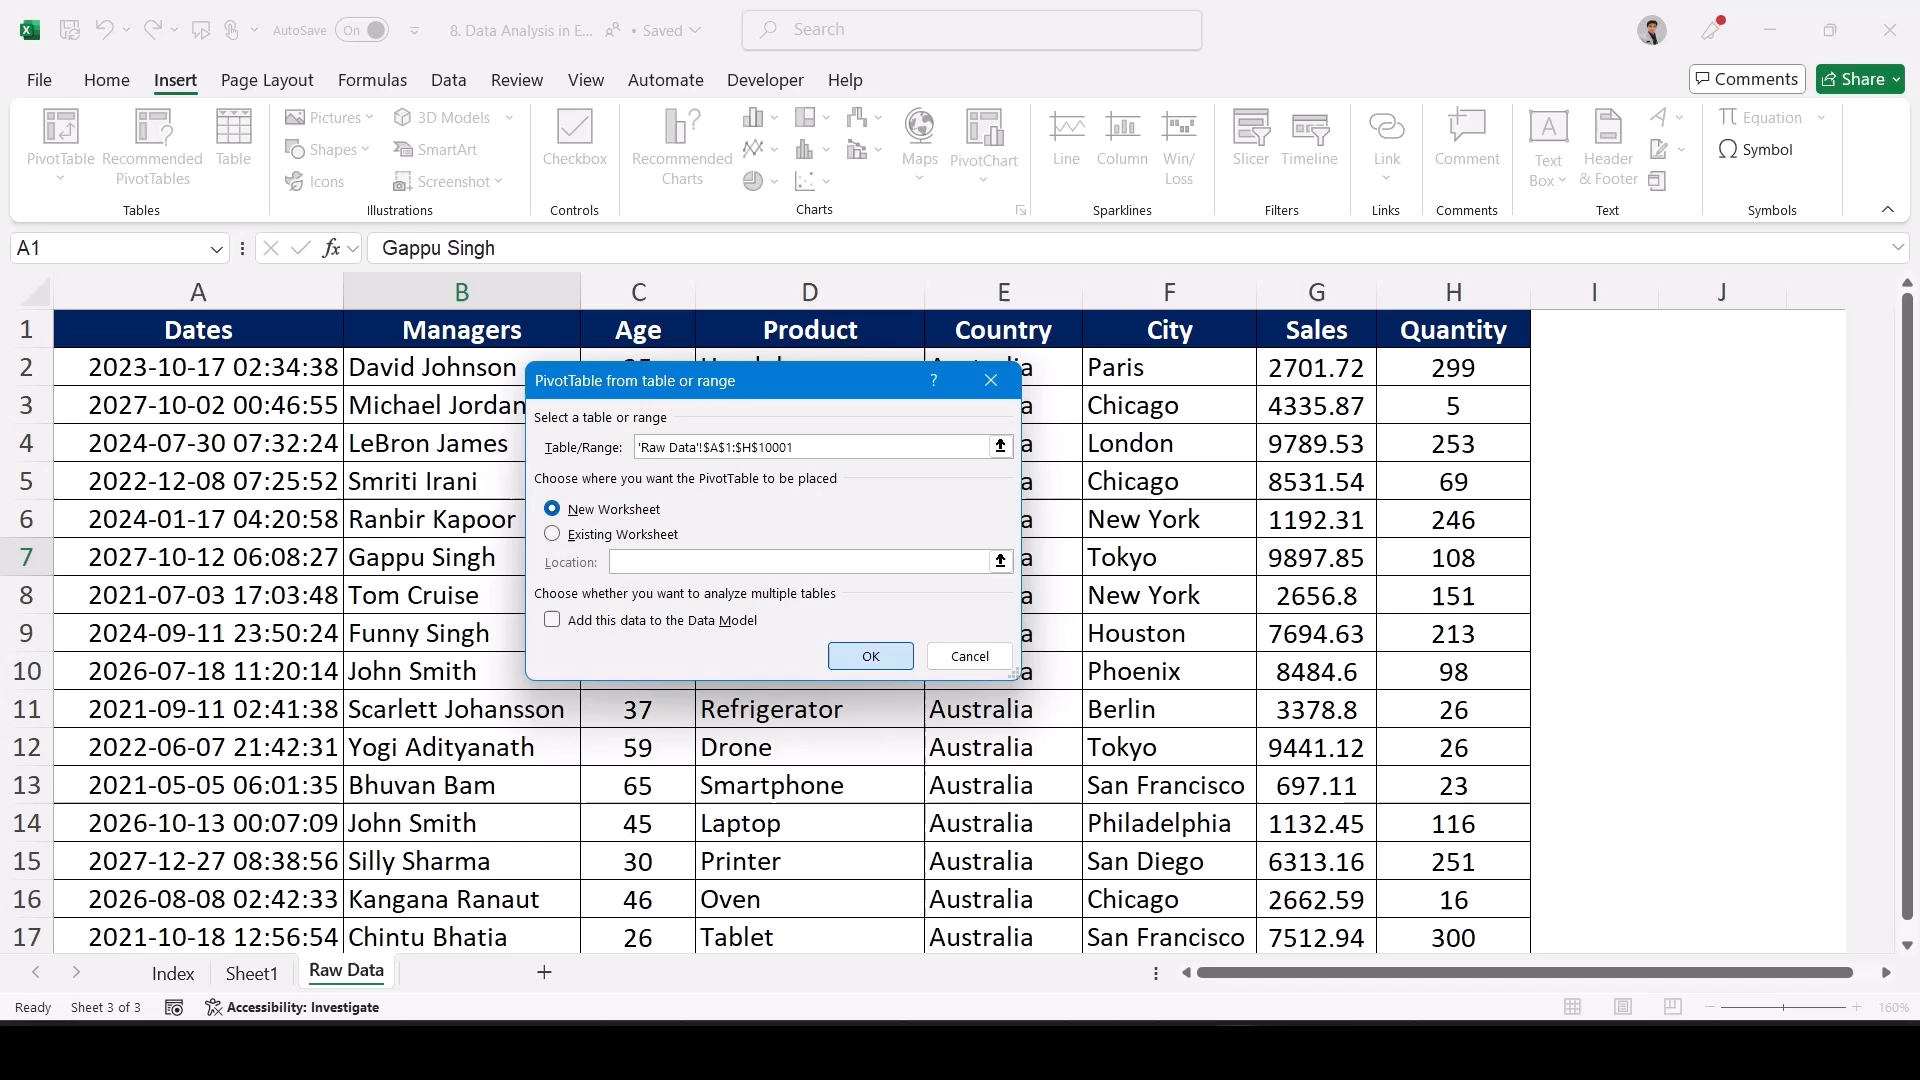 AutoSave On 8. Data Analysis in E... • Saved Search
File Home Insert Page Layout Formulas Data Review View Automate Developer Help Comments Share
PivotTable Recommended PivotTables Table
Pictures Shapes Icons 3D Models SmartArt Screenshot
Checkbox
Recommended Charts Maps PivotChart
Line Column Win/Loss
Slicer Timeline
Link
Comment
Text Box Header & Footer
Equation Symbol
Tables Illustrations Controls Charts Sparklines Filters Links Comments Text Symbols
A1 fx Gappu Singh
A B C D E F G H I J
1 Dates Managers Age Product Country City Sales Quantity
2 2023-10-17 02:34:38 David Johnson Paris 2701.72 299
3 2027-10-02 00:46:55 Michael Jordan Chicago 4335.87 5
4 2024-07-30 07:32:24 LeBron James London 9789.53 253
5 2022-12-08 07:25:52 Smriti Irani Chicago 8531.54 69
6 2024-01-17 04:20:58 Ranbir Kapoor New York 1192.31 246
7 2027-10-12 06:08:27 Gappu Singh Tokyo 9897.85 108
8 2021-07-03 17:03:48 Tom Cruise New York 2656.8 151
9 2024-09-11 23:50:24 Funny Singh Houston 7694.63 213
10 2026-07-18 11:20:14 John Smith Phoenix 8484.6 98
11 2021-09-11 02:41:38 Scarlett Johansson 37 Refrigerator Australia Berlin 3378.8 26
12 2022-06-07 21:42:31 Yogi Adityanath 59 Drone Australia Tokyo 9441.12 26
13 2021-05-05 06:01:35 Bhuvan Bam 65 Smartphone Australia San Francisco 697.11 23
14 2026-10-13 00:07:09 John Smith 45 Laptop Australia Philadelphia 1132.45 116
15 2027-12-27 08:38:56 Silly Sharma 30 Printer Australia San Diego 6313.16 251
16 2026-08-08 02:42:33 Kangana Ranaut 46 Oven Australia Chicago 2662.59 16
17 2021-10-18 12:56:54 Chintu Bhatia 26 Tablet Australia San Francisco 7512.94 300
PivotTable from table or range ?
Select a table or range
Table/Range: 'Raw Data'!$A$1:$H$10001
Choose where you want the PivotTable to be placed
New Worksheet
Existing Worksheet
Location:
Choose whether you want to analyze multiple tables
Add this data to the Data Model
OK Cancel
Index Sheet1 Raw Data
Ready Sheet 3 of 3 Accessibility: Investigate 160%